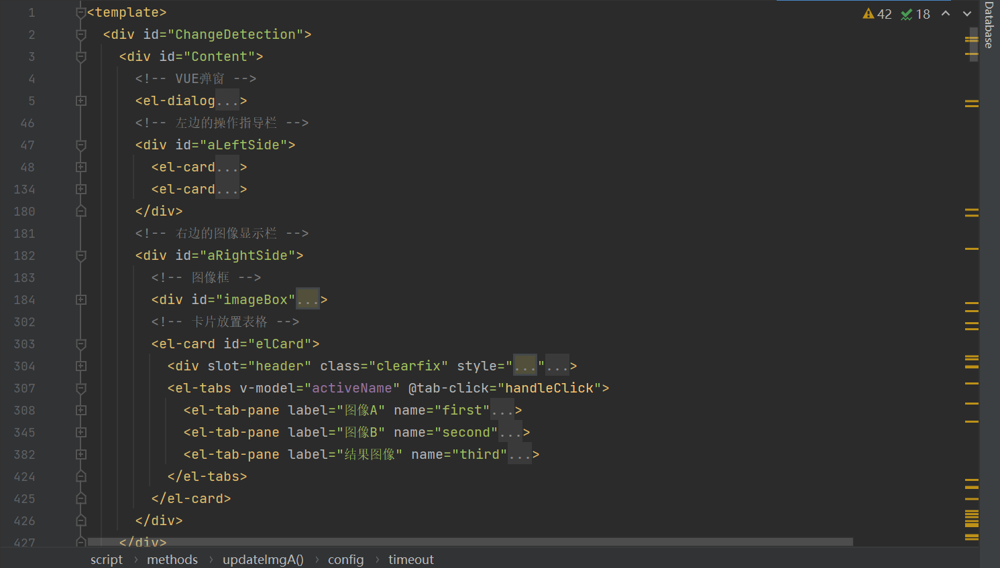 1 <template>
42 18
Database
2 <div id="ChangeDetection">
3 <div id="Content">
4 <!-- VUE弹窗 -->
5 <el-dialog...>
46 <!-- 左边的操作指导栏 -->
47 <div id="aLeftSide">
48 <el-card...>
134 <el-card...>
180 </div>
181 <!-- 右边的图像显示栏 -->
182 <div id="aRightSide">
183 <!-- 图像框 -->
184 <div id="imageBox"...>
302 <!-- 卡片放置表格 -->
303 <el-card id="elCard">
304 <div slot="header" class="clearfix" style="..."...>
307 <el-tabs v-model="activeName" @tab-click="handleClick">
308 <el-tab-pane label="图像A" name="first"...>
345 <el-tab-pane label="图像B" name="second"...>
382 <el-tab-pane label="结果图像" name="third"...>
424 </el-tabs>
425 </el-card>
426 </div>
427 </div>
script › methods › updateImgA() › config › timeout